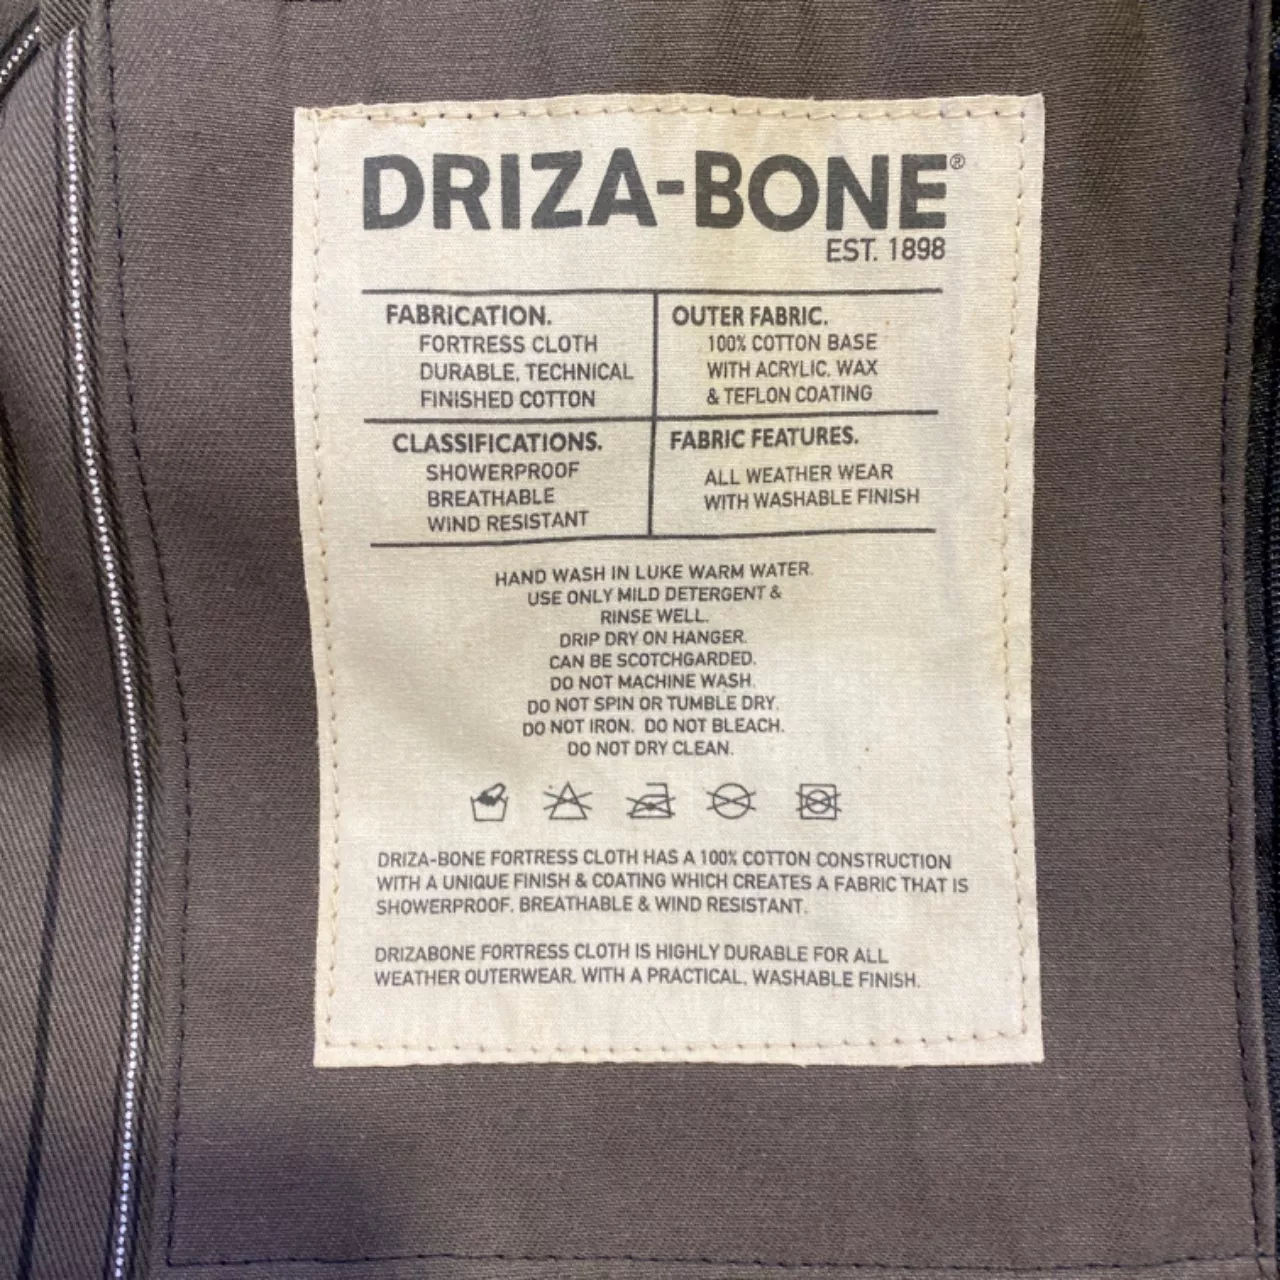 DRIZA-BONE®
EST. 1898
FABRICATION.
FORTRESS CLOTH
DURABLE, TECHNICAL
FINISHED COTTON
OUTER FABRIC.
100% COTTON BASE
WITH ACRYLIC, WAX
& TEFLON COATING
CLASSIFICATIONS.
SHOWERPROOF
BREATHABLE
WIND RESISTANT
FABRIC FEATURES.
ALL WEATHER WEAR
WITH WASHABLE FINISH
HAND WASH IN LUKE WARM WATER.
USE ONLY MILD DETERGENT &
RINSE WELL.
DRIP DRY ON HANGER.
CAN BE SCOTCHGARDED.
DO NOT MACHINE WASH.
DO NOT SPIN OR TUMBLE DRY.
DO NOT IRON. DO NOT BLEACH.
DO NOT DRY CLEAN.
DRIZA-BONE FORTRESS CLOTH HAS A 100% COTTON CONSTRUCTION
WITH A UNIQUE FINISH & COATING WHICH CREATES A FABRIC THAT IS
SHOWERPROOF, BREATHABLE & WIND RESISTANT.
DRIZABONE FORTRESS CLOTH IS HIGHLY DURABLE FOR ALL
WEATHER OUTERWEAR, WITH A PRACTICAL, WASHABLE FINISH.